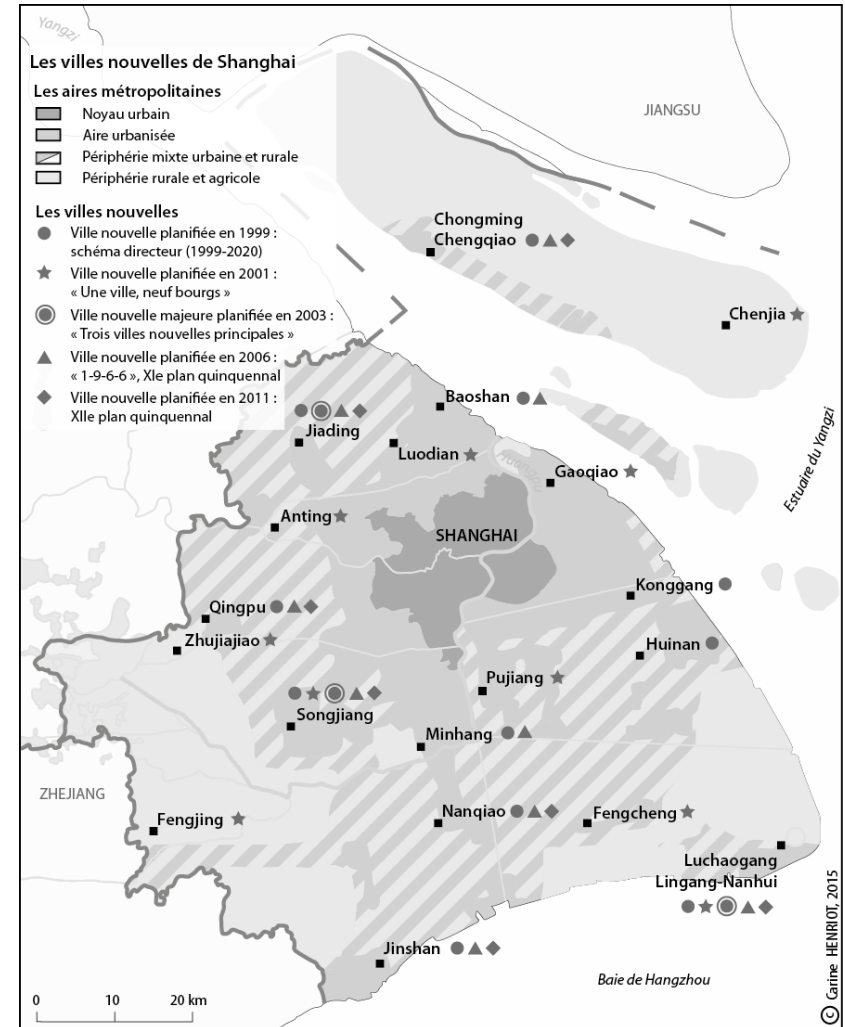 Yangzi
Les villes nouvelles de Shanghai
Les aires métropolitaines
Noyau urbain
Aire urbanisée
Périphérie mixte urbaine et rurale
Périphérie rurale et agricole
Les villes nouvelles
Ville nouvelle planifiée en 1999 :
schéma directeur (1999-2020)
Ville nouvelle planifiée en 2001 :
« Une ville, neuf bourgs »
Ville nouvelle majeure planifiée en 2003 :
« Trois villes nouvelles principales »
Ville nouvelle planifiée en 2006 :
« 1-9-6-6 », XIe plan quinquennal
Ville nouvelle planifiée en 2011 :
XIIe plan quinquennal
JIANGSU
Chongming
Chengqiao
Chenjia
Baoshan
Jiading
Luodian
Huangpu
Gaoqiao
Estuaire du Yangzi
Anting
SHANGHAI
Konggang
Qingpu
Zhujiajiao
Huinan
Pujiang
Songjiang
Minhang
ZHEJIANG
Fengjing
Nanqiao
Fengcheng
Luchaogang
Lingang-Nanhui
Jinshan
Baie de Hangzhou
0 10 20 km
© Carine HENRIOT, 2015